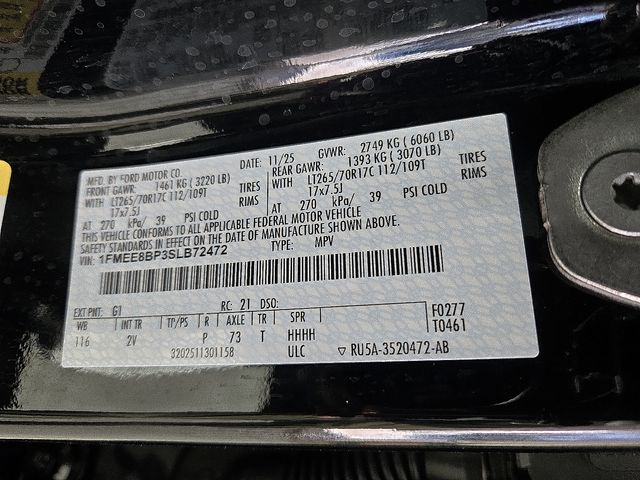 MFD. BY FORD MOTOR CO. DATE: 11/25 GVWR: 2749 KG ( 6060 LB)
FRONT GAWR: 1461 KG ( 3220 LB) REAR GAWR: 1393 KG ( 3070 LB)
WITH LT265/70R17C 112/109T TIRES WITH LT265/70R17C 112/109T TIRES
17x7.5J RIMS 17x7.5J RIMS
AT 270 kPa/ 39 PSI COLD AT 270 kPa/ 39 PSI COLD
THIS VEHICLE CONFORMS TO ALL APPLICABLE FEDERAL MOTOR VEHICLE
SAFETY STANDARDS IN EFFECT ON THE DATE OF MANUFACTURE SHOWN ABOVE.
VIN: 1FMEE8BP3SLB72472 TYPE: MPV
EXT PNT: G1 RC: 21 DSO: F0277
WB INT TR TP/PS R AXLE TR SPR T0461
116 2V P 73 T HHHH
3202511301158 ULC ▽ RU5A-3520472-AB